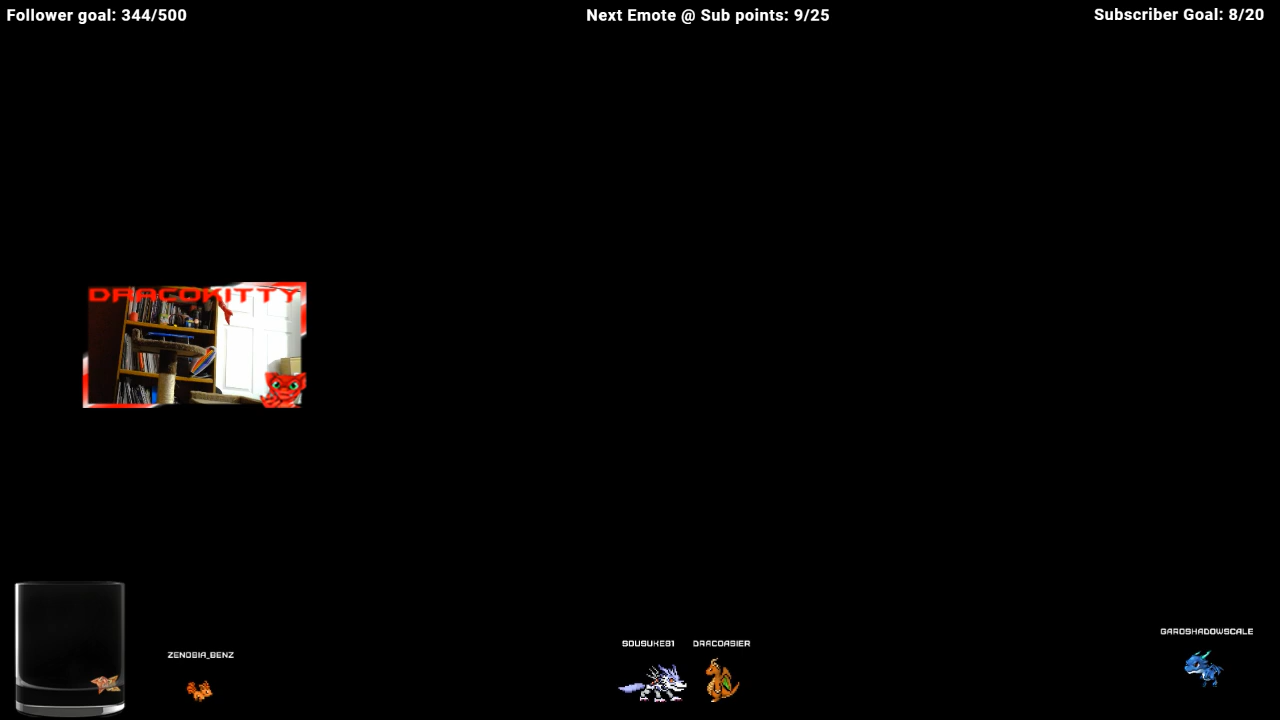 Follower goal: 344/500
Next Emote @ Sub points: 9/25
Subscriber Goal: 8/20
DRACOKITTY
ZENOBIA_BENZ
SOUSUKE81
DRACOASIER
GAROSHADOWSCALE